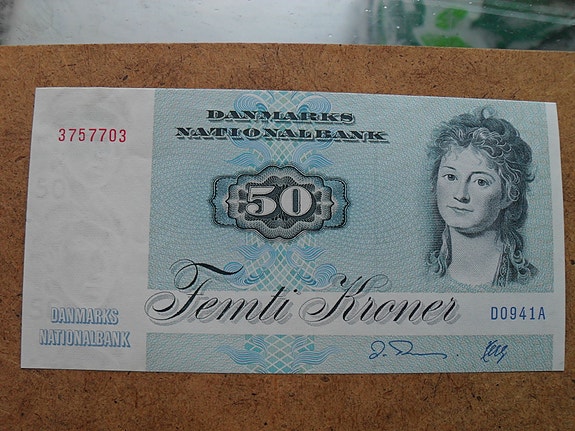 3757703
DANMARKS
NATIONALBANK
50
Femti Kroner
D0941A
DANMARKS
NATIONALBANK